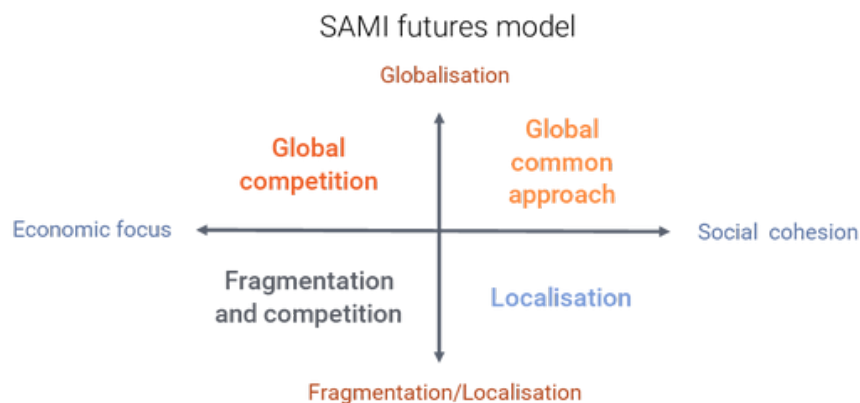 SAMI futures model
Globalisation
Global
competition
Global
common
approach
Economic focus
Social cohesion
Fragmentation
and competition
Localisation
Fragmentation/Localisation